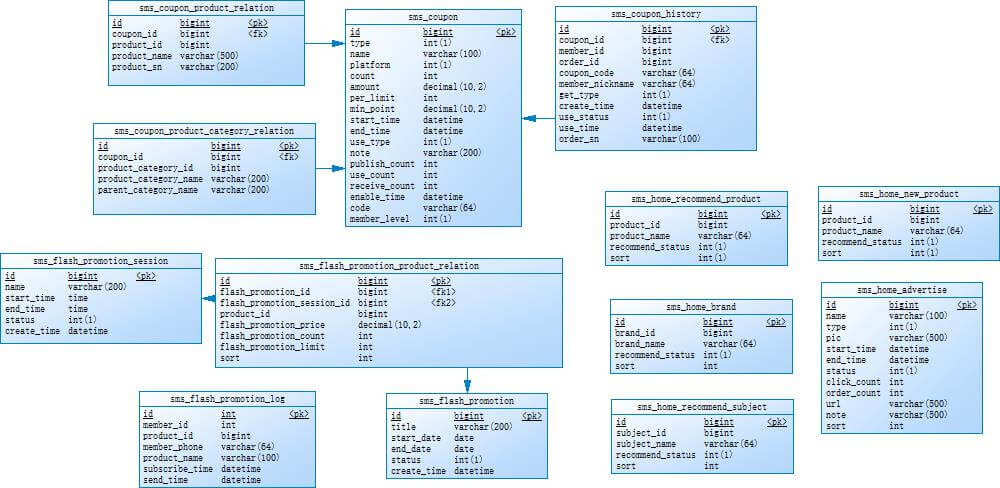 sms_coupon_product_relation
id bigint <pk>
coupon_id bigint <fk>
product_id bigint
product_name varchar(500)
product_sn varchar(200)
sms_coupon
id bigint <pk>
type int(1)
name varchar(100)
platform int(1)
count int
amount decimal(10,2)
per_limit int
min_point decimal(10,2)
start_time datetime
end_time datetime
use_type int(1)
note varchar(200)
publish_count int
use_count int
receive_count int
enable_time datetime
code varchar(64)
member_level int(1)
sms_coupon_history
id bigint <pk>
coupon_id bigint <fk>
member_id bigint
order_id bigint
coupon_code varchar(64)
member_nickname varchar(64)
get_type int(1)
create_time datetime
use_status int(1)
use_time datetime
order_sn varchar(100)
sms_coupon_product_category_relation
id bigint <pk>
coupon_id bigint <fk>
product_category_id bigint
product_category_name varchar(200)
parent_category_name varchar(200)
sms_home_recommend_product
id bigint <pk>
product_id bigint
product_name varchar(64)
recommend_status int(1)
sort int(1)
sms_home_new_product
id bigint <pk>
product_id bigint
product_name varchar(64)
recommend_status int(1)
sort int(1)
sms_flash_promotion_session
id bigint <pk>
name varchar(200)
start_time time
end_time time
status int(1)
create_time datetime
sms_flash_promotion_product_relation
id bigint <pk>
flash_promotion_id bigint <fk1>
flash_promotion_session_id bigint <fk2>
product_id bigint
flash_promotion_price decimal(10,2)
flash_promotion_count int
flash_promotion_limit int
sort int
sms_home_brand
id bigint <pk>
brand_id bigint
brand_name varchar(64)
recommend_status int(1)
sort int
sms_home_advertise
id bigint <pk>
name varchar(100)
type int(1)
pic varchar(500)
start_time datetime
end_time datetime
status int(1)
click_count int
order_count int
url varchar(500)
note varchar(500)
sort int
sms_flash_promotion_log
id int <pk>
member_id int
product_id bigint
member_phone varchar(64)
product_name varchar(100)
subscribe_time datetime
send_time datetime
sms_flash_promotion
id bigint <pk>
title varchar(200)
start_date date
end_date date
status int(1)
create_time datetime
sms_home_recommend_subject
id bigint <pk>
subject_id bigint
subject_name varchar(64)
recommend_status int(1)
sort int